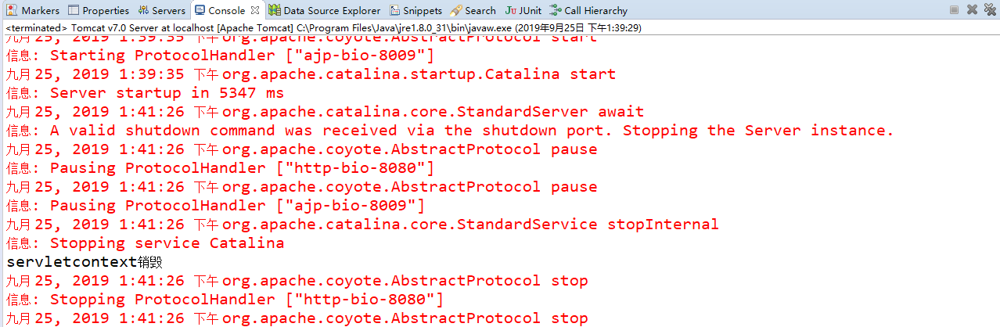 Markers Properties Servers Console Data Source Explorer Snippets Search JUnit Call Hierarchy
<terminated> Tomcat v7.0 Server at localhost [Apache Tomcat] C:\Program Files\Java\jre1.8.0_31\bin\javaw.exe (2019年9月25日 下午1:39:29)
九月 25, 2019 1:39:35 下午 org.apache.coyote.AbstractProtocol start
信息: Starting ProtocolHandler ["ajp-bio-8009"]
九月 25, 2019 1:39:35 下午 org.apache.catalina.startup.Catalina start
信息: Server startup in 5347 ms
九月 25, 2019 1:41:26 下午 org.apache.catalina.core.StandardServer await
信息: A valid shutdown command was received via the shutdown port. Stopping the Server instance.
九月 25, 2019 1:41:26 下午 org.apache.coyote.AbstractProtocol pause
信息: Pausing ProtocolHandler ["http-bio-8080"]
九月 25, 2019 1:41:26 下午 org.apache.coyote.AbstractProtocol pause
信息: Pausing ProtocolHandler ["ajp-bio-8009"]
九月 25, 2019 1:41:26 下午 org.apache.catalina.core.StandardService stopInternal
信息: Stopping service Catalina
servletcontext销毁
九月 25, 2019 1:41:26 下午 org.apache.coyote.AbstractProtocol stop
信息: Stopping ProtocolHandler ["http-bio-8080"]
九月 25, 2019 1:41:26 下午 org.apache.coyote.AbstractProtocol stop